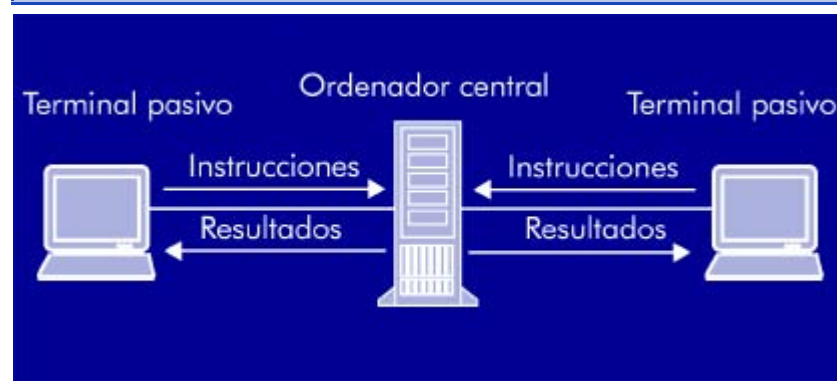 Ordenador central
Terminal pasivo
Terminal pasivo
Instrucciones
Instrucciones
Resultados
Resultados